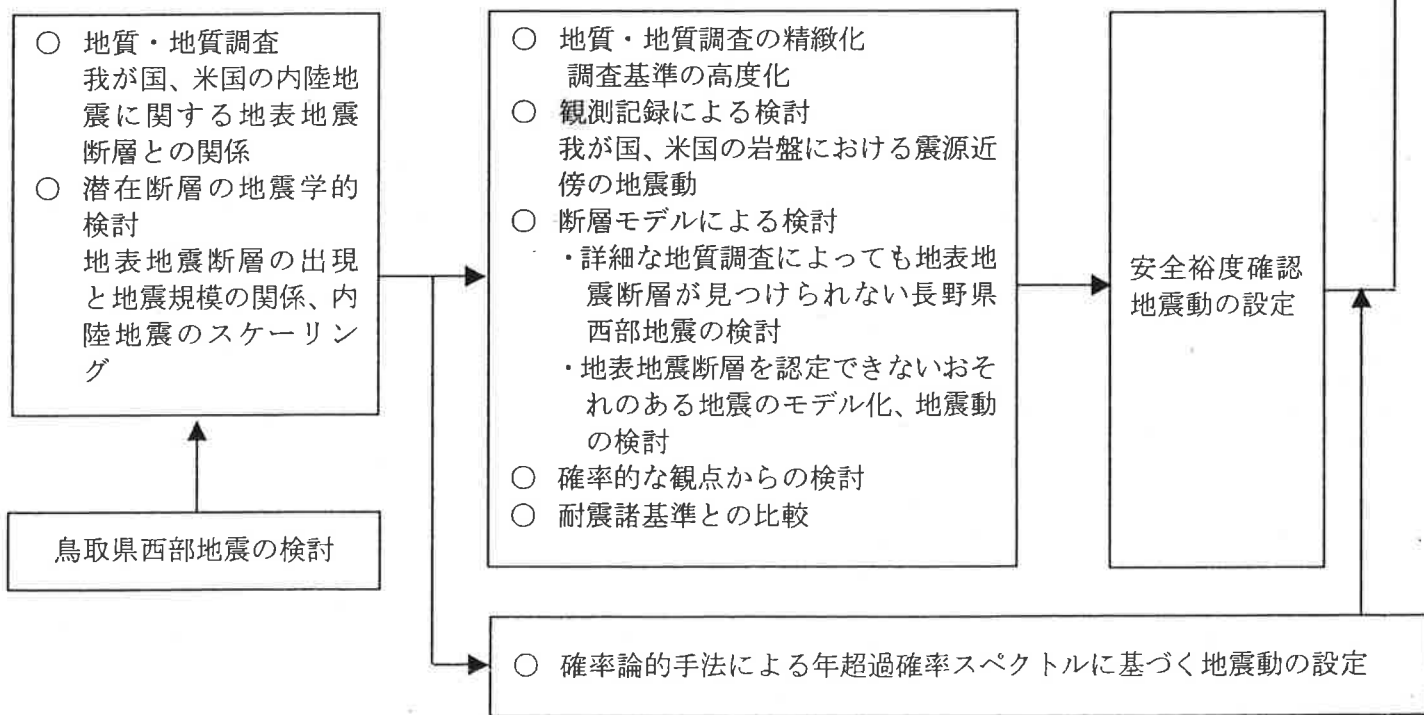 ○ 地質・地質調査
我が国、米国の内陸地
震に関する地表地震
断層との関係
○ 潜在断層の地震学的
検討
地表地震断層の出現
と地震規模の関係、内
陸地震のスケーリン
グ
鳥取県西部地震の検討
○ 地質・地質調査の精緻化
調査基準の高度化
○ 観測記録による検討
我が国、米国の岩盤における震源近
傍の地震動
○ 断層モデルによる検討
・詳細な地質調査によっても地表地
震断層が見つけられない長野県
西部地震の検討
・地表地震断層を認定できないおそ
れのある地震のモデル化、地震動
の検討
○ 確率的な観点からの検討
○ 耐震諸基準との比較
安全裕度確認
地震動の設定
○ 確率論的手法による年超過確率スペクトルに基づく地震動の設定